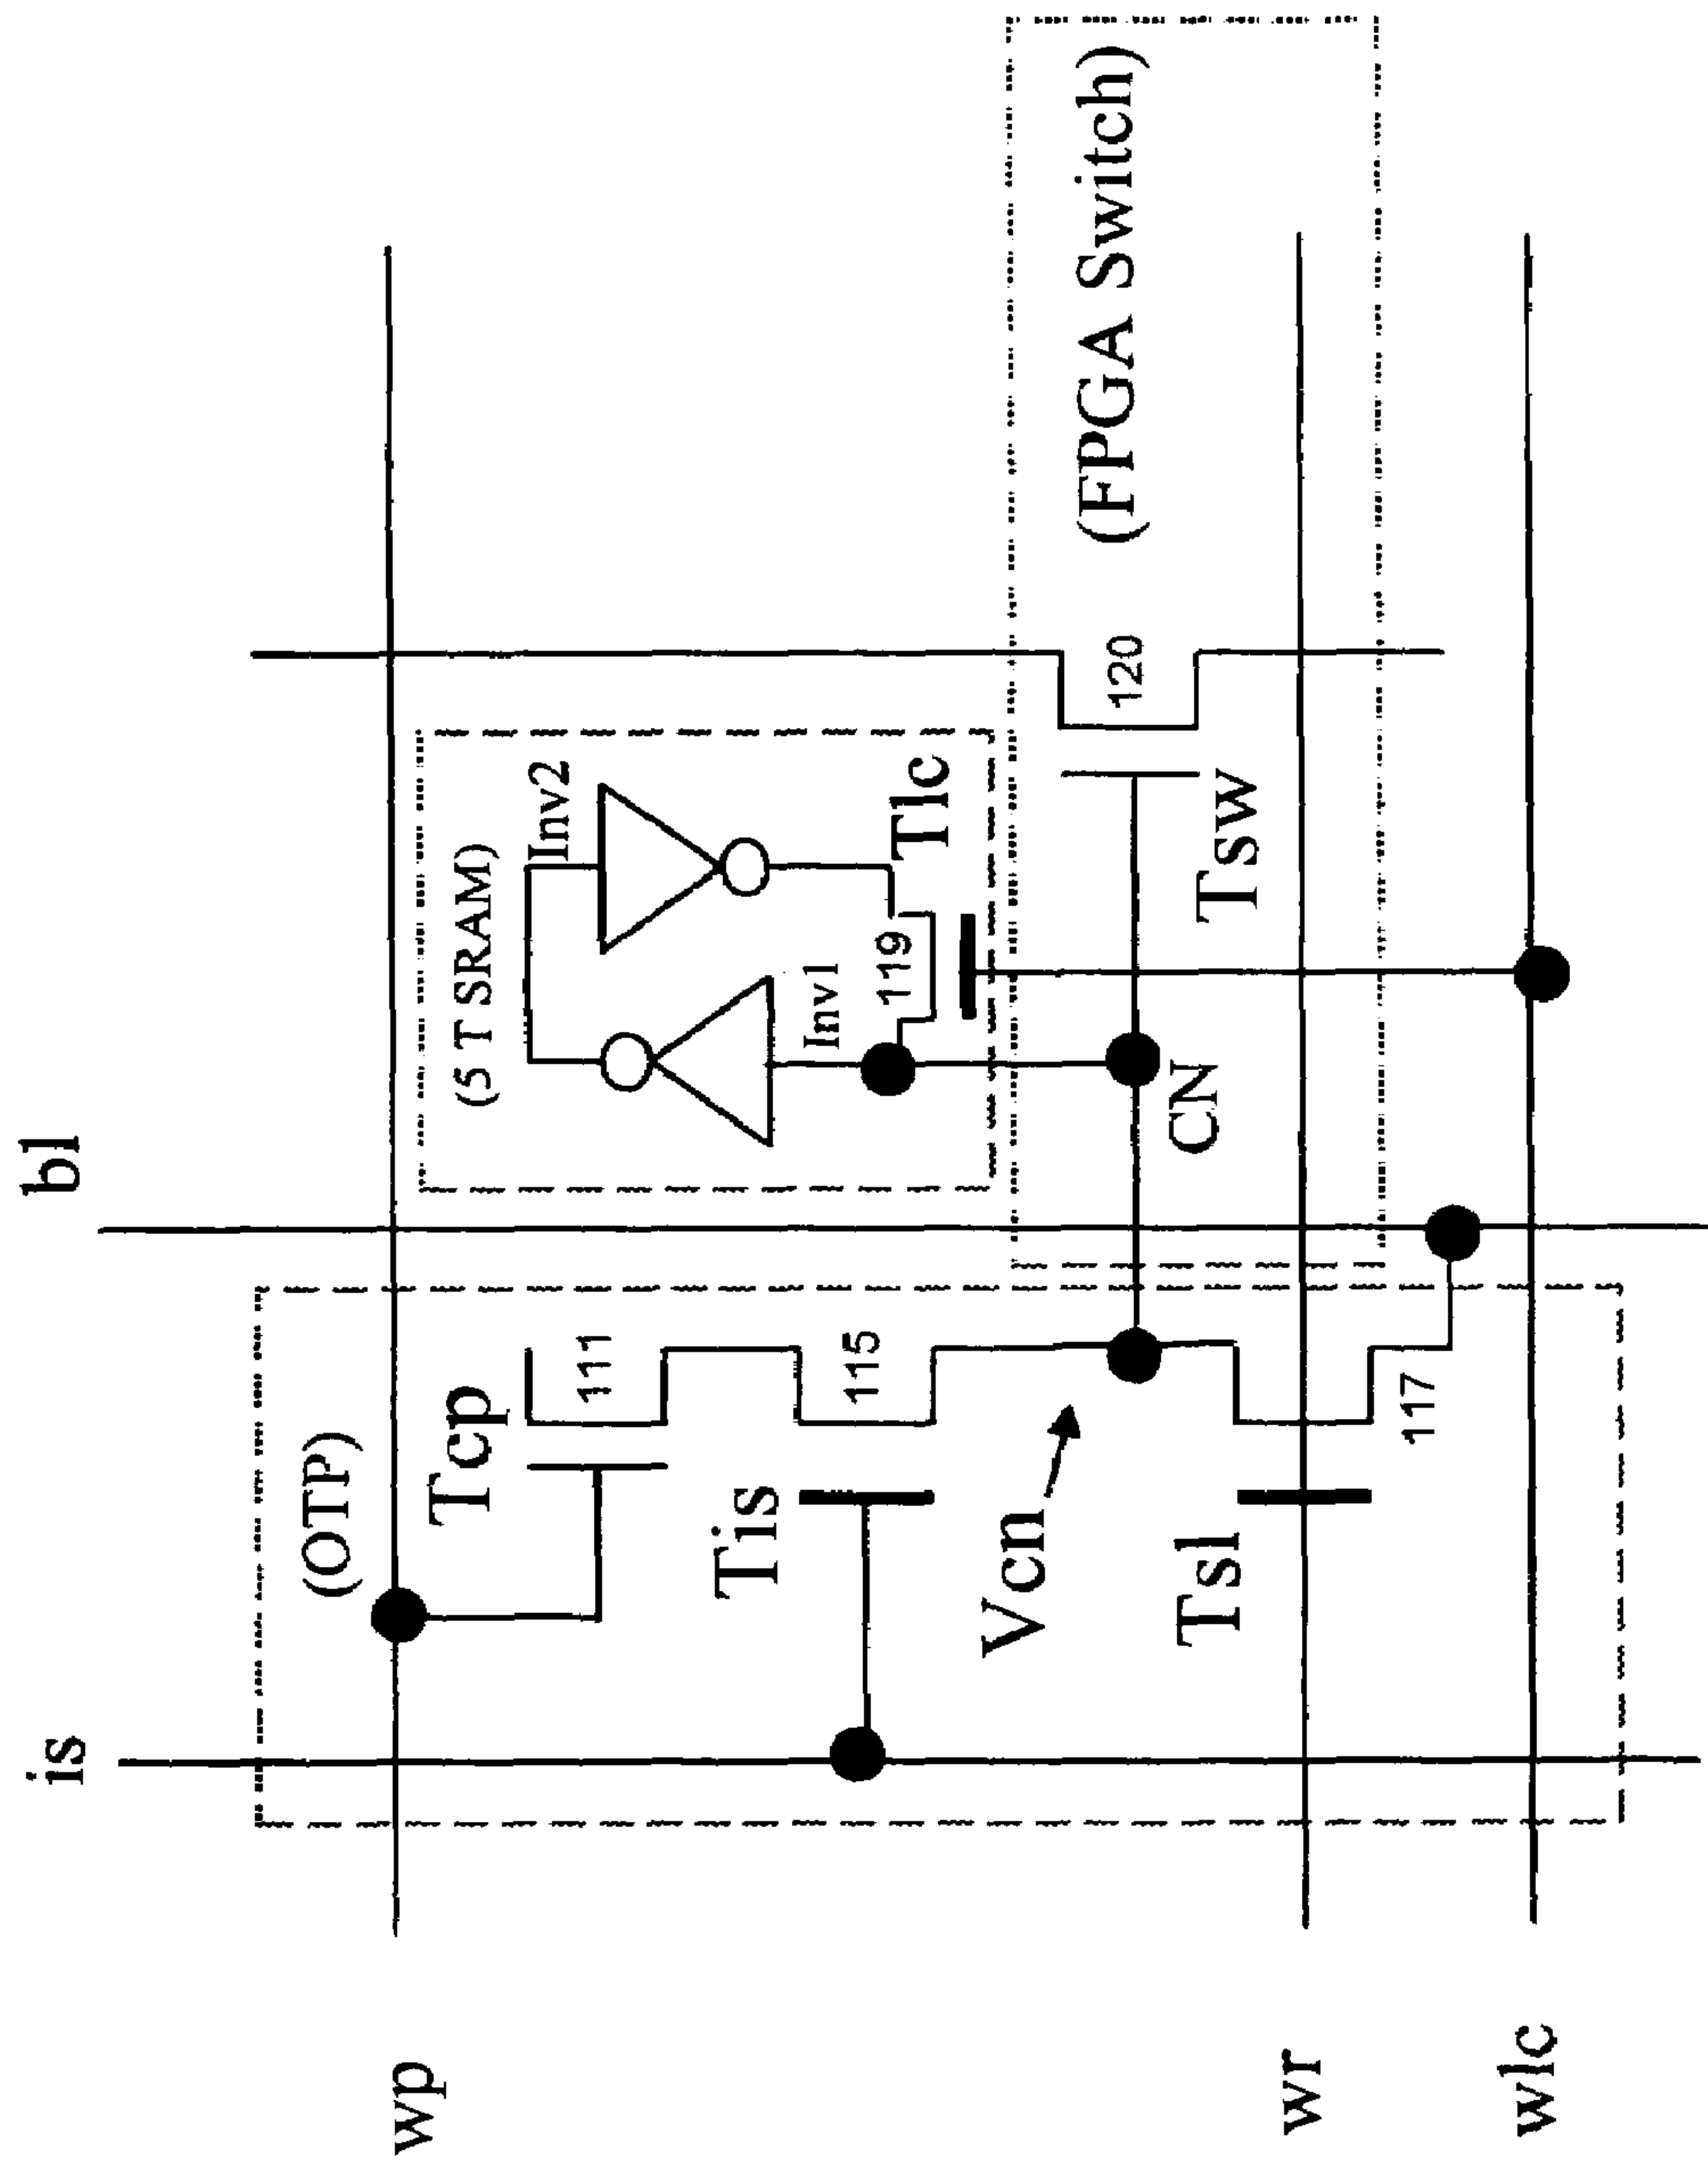 is
bl
wp
(OTP)
Tcp
111
(5 T SRAM)
Inv2
Tis
115
Inv1
119
Tlc
Vcn
CN
(FPGA Switch)
120
Tsl
Tsw
wr
117
wlc